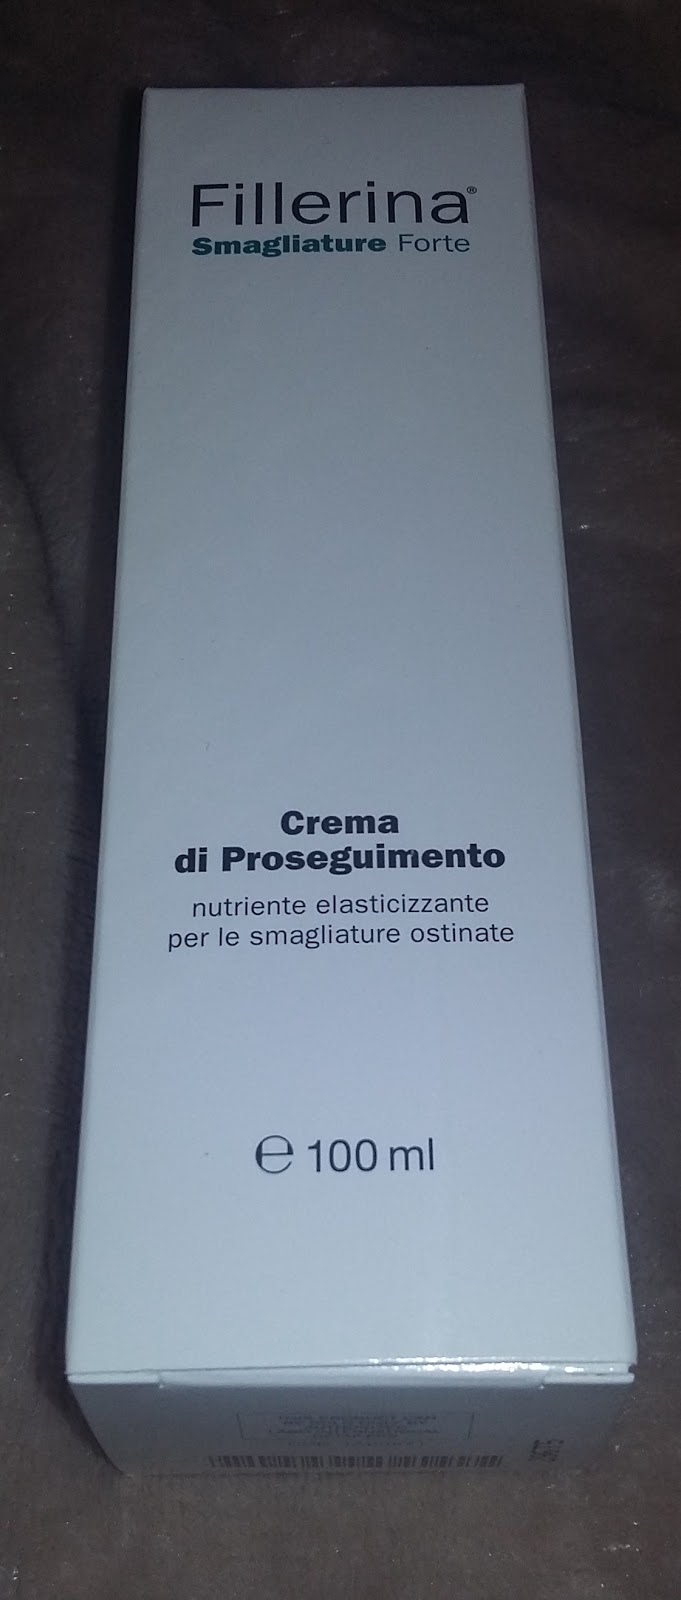 Fillerina®
Smagliature Forte
Crema
di Proseguimento
nutriente elasticizzante
per le smagliature ostinate
℮ 100 ml